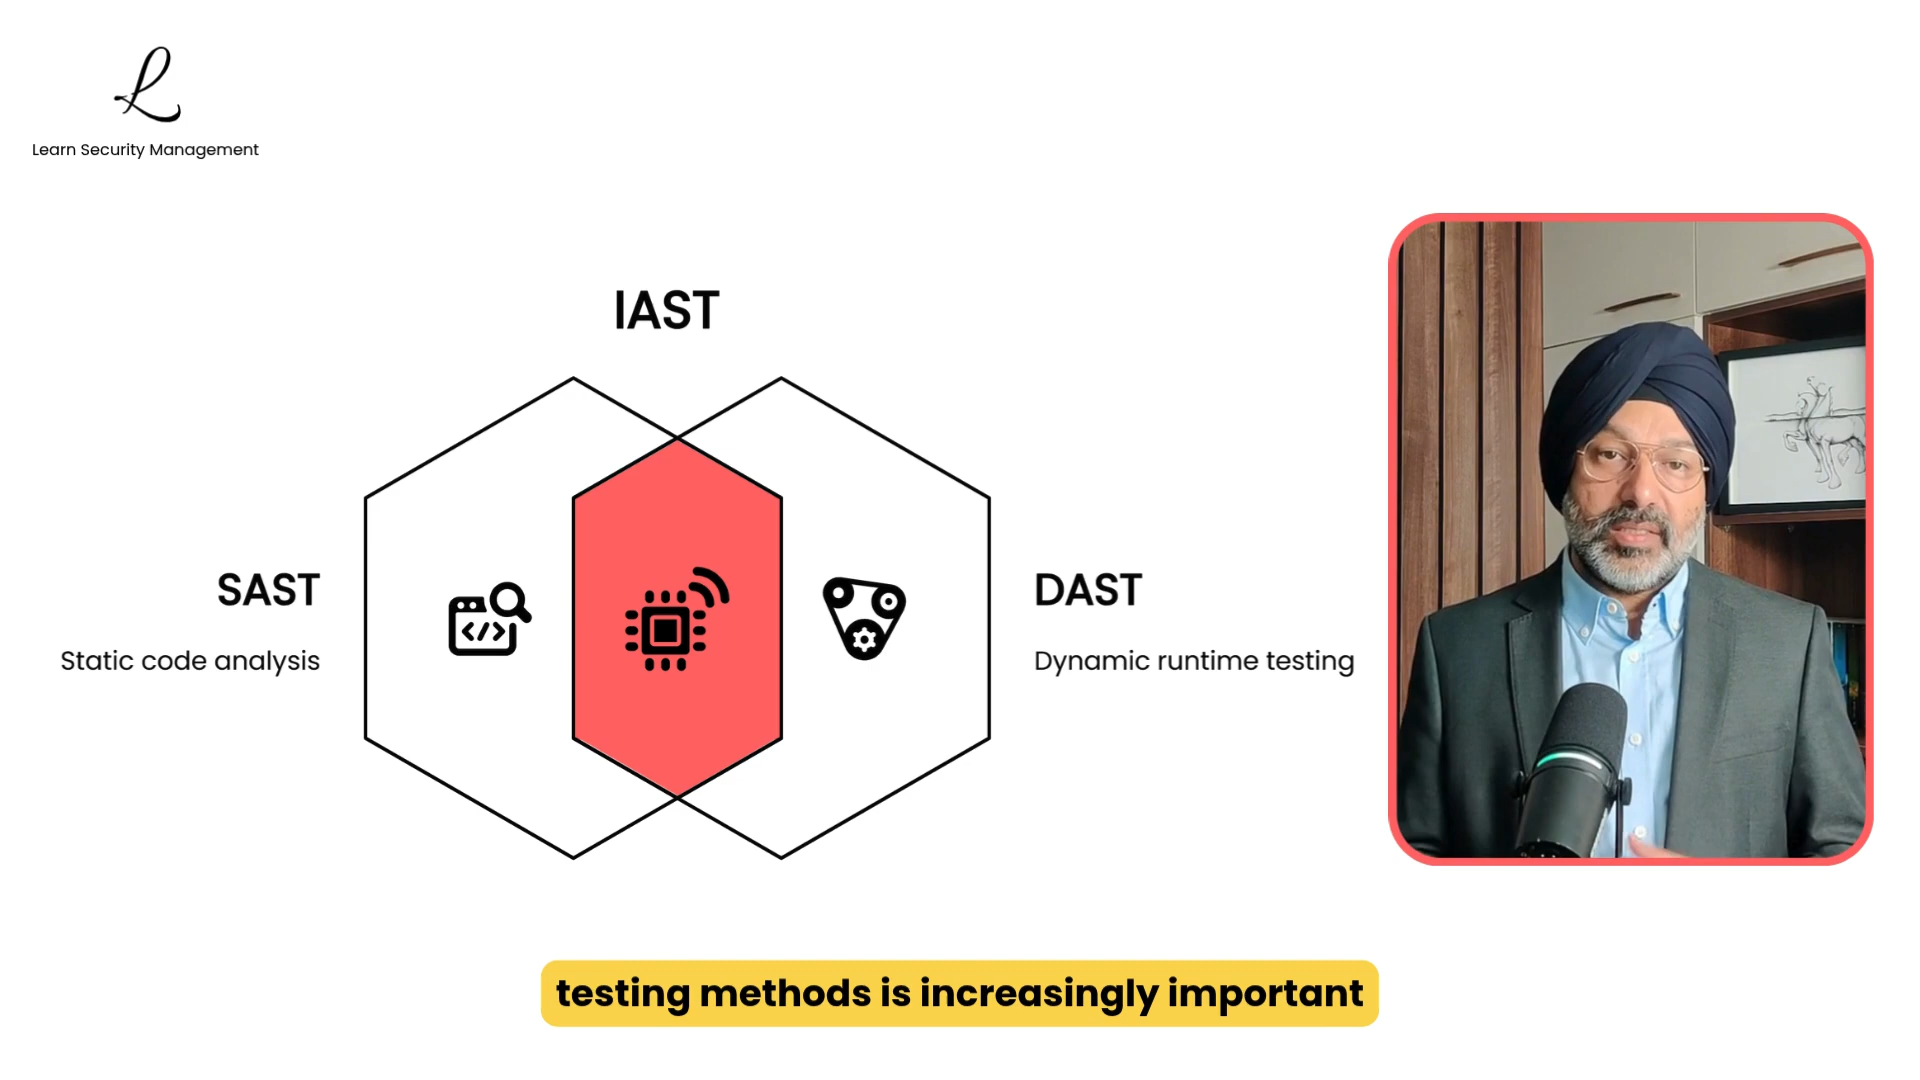 L
Learn Security Management
IAST
SAST
Static code analysis
DAST
Dynamic runtime testing
testing methods is increasingly important